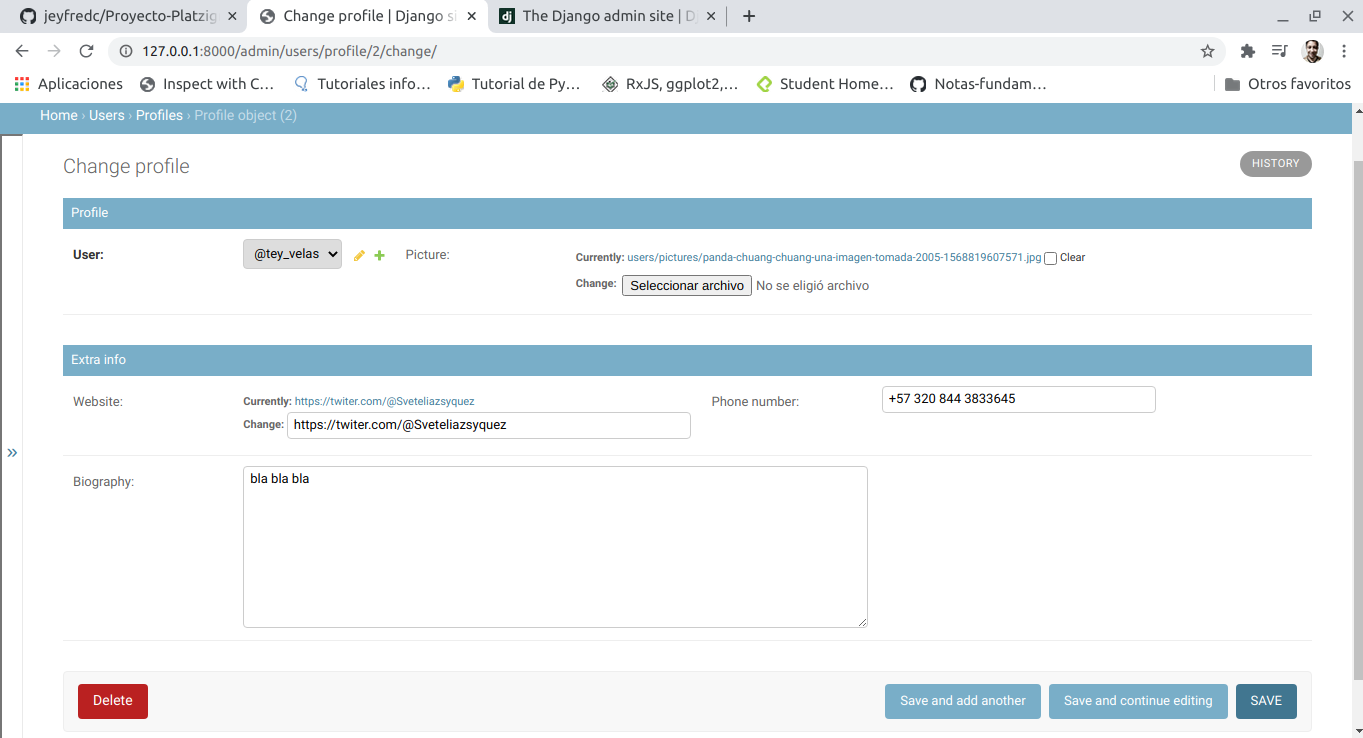 jeyfredc/Proyecto-Platzig
Change profile | Django si
The Django admin site | Dj
127.0.0.1:8000/admin/users/profile/2/change/
Aplicaciones
Inspect with C...
Tutoriales info...
Tutorial de Py...
RxJS, ggplot2,...
Student Home...
Notas-fundam...
Otros favoritos
Home › Users › Profiles › Profile object (2)
Change profile
HISTORY
Profile
User:
@tey_velas
Picture:
Currently: users/pictures/panda-chuang-chuang-una-imagen-tomada-2005-1568819607571.jpg Clear
Change: Seleccionar archivo No se eligió archivo
Extra info
Website:
Currently: https://twiter.com/@Sveteliazsyquez
Change: https://twiter.com/@Sveteliazsyquez
Phone number:
+57 320 844 3833645
»
Biography:
bla bla bla
Delete
Save and add another
Save and continue editing
SAVE